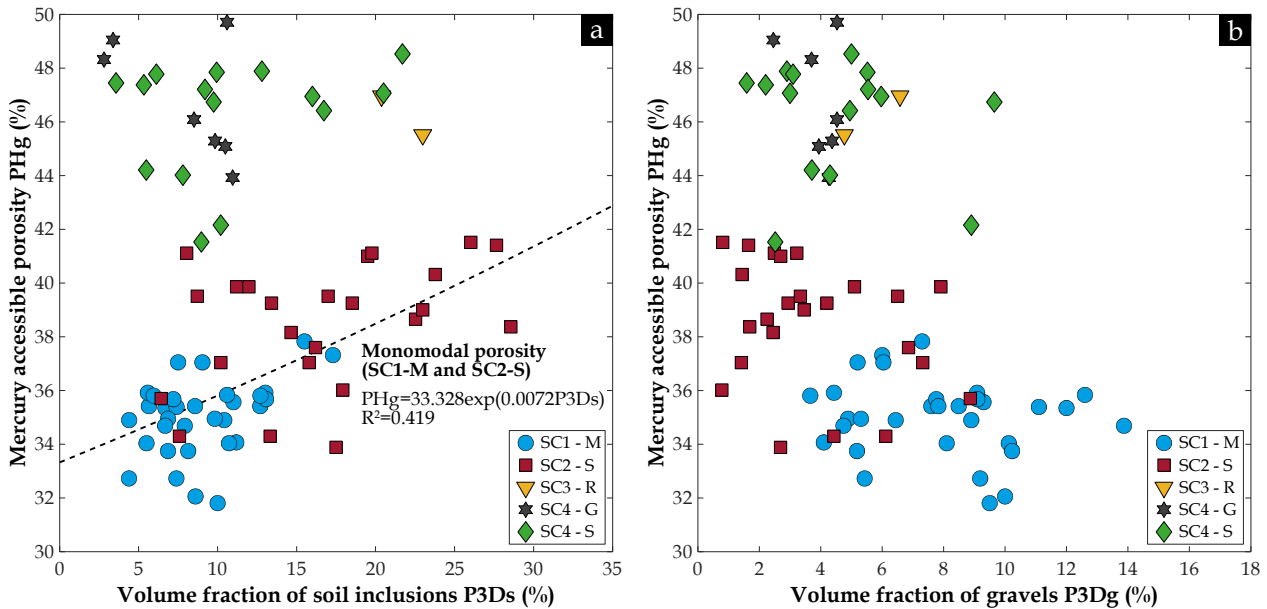 a
Mercury accessible porosity PHg (%)
50
48
46
44
42
40
38
36
34
32
30
0
5
10
15
20
25
30
35
Volume fraction of soil inclusions P3Ds (%)
Monomodal porosity
(SC1-M and SC2-S)
PHg=33.328exp(0.0072P3Ds)
R²=0.419
SC1 - M
SC2 - S
SC3 - R
SC4 - G
SC4 - S
b
Mercury accessible porosity PHg (%)
50
48
46
44
42
40
38
36
34
32
30
0
2
4
6
8
10
12
14
16
18
Volume fraction of gravels P3Dg (%)
SC1 - M
SC2 - S
SC3 - R
SC4 - G
SC4 - S